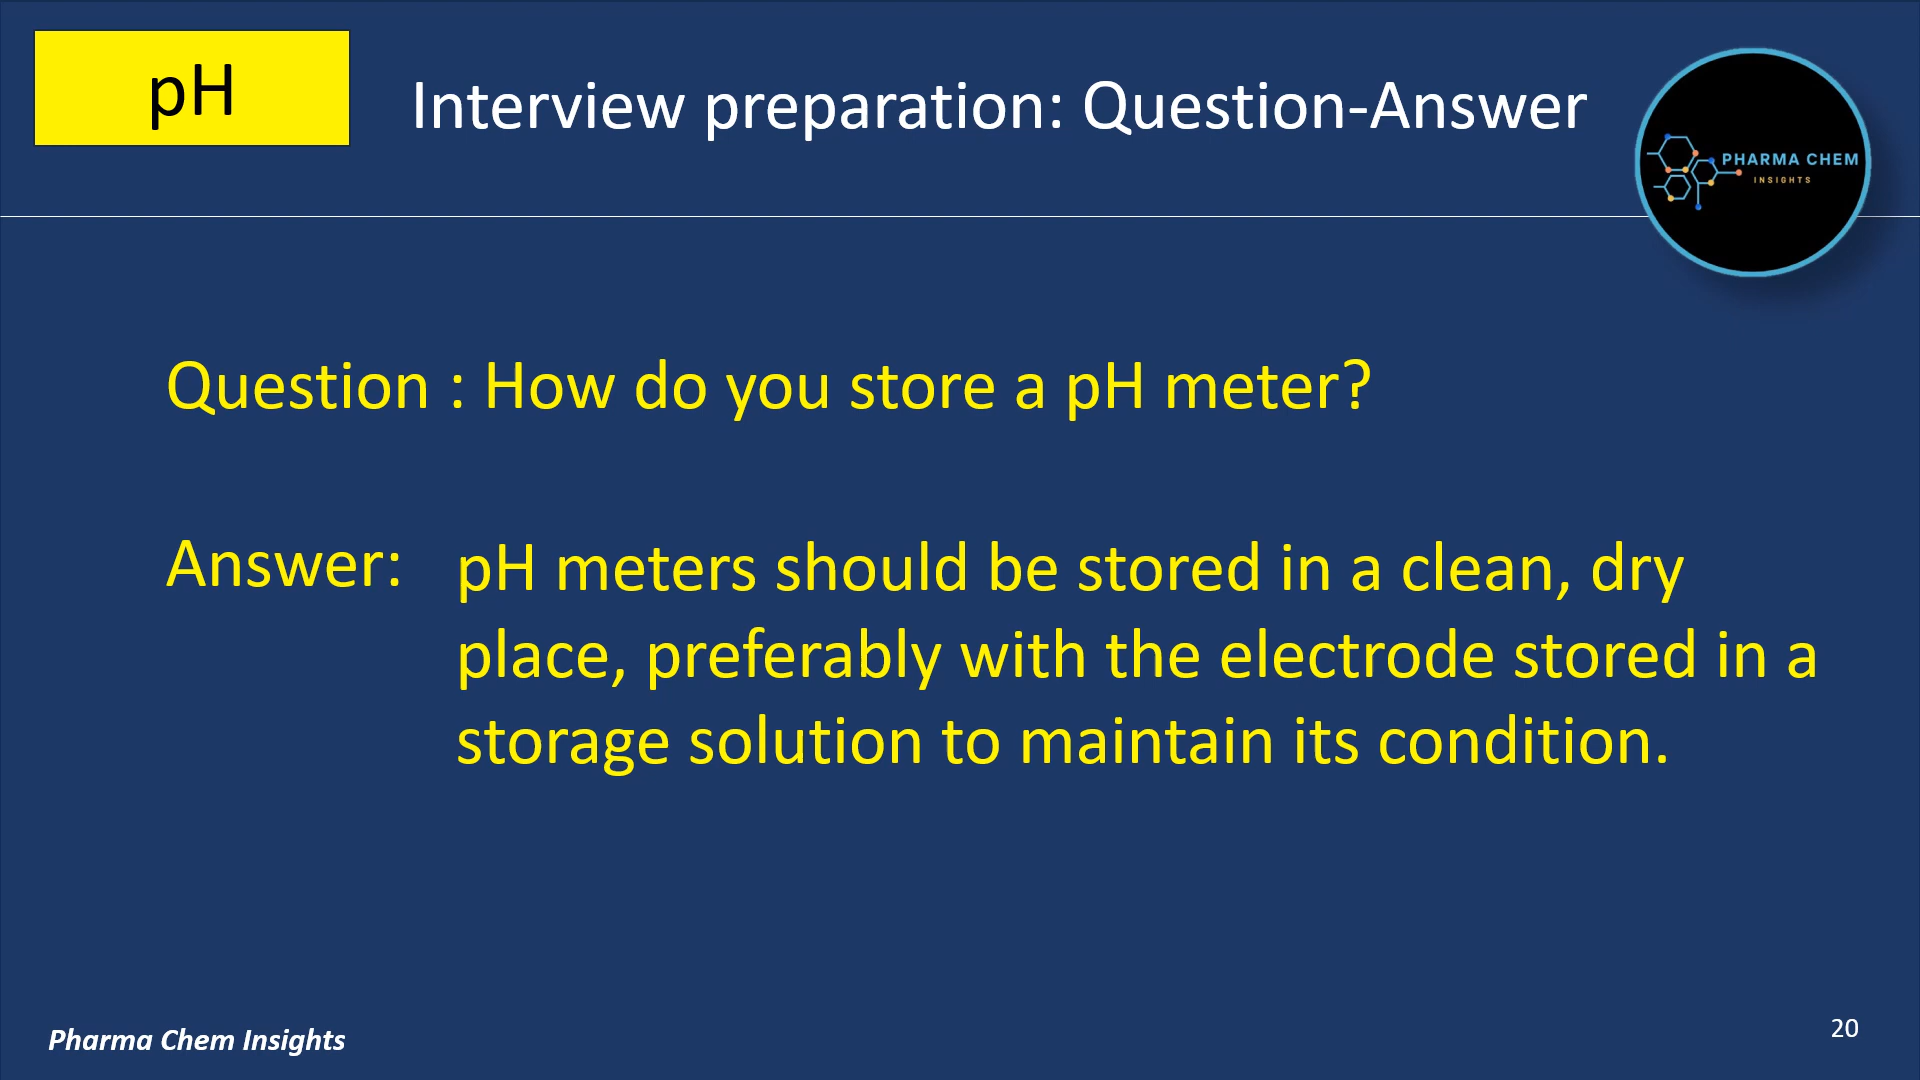 pH
Interview preparation: Question-Answer
PHARMA CHEM
INSIGHTS
Question : How do you store a pH meter?
Answer: pH meters should be stored in a clean, dry
place, preferably with the electrode stored in a
storage solution to maintain its condition.
Pharma Chem Insights
20